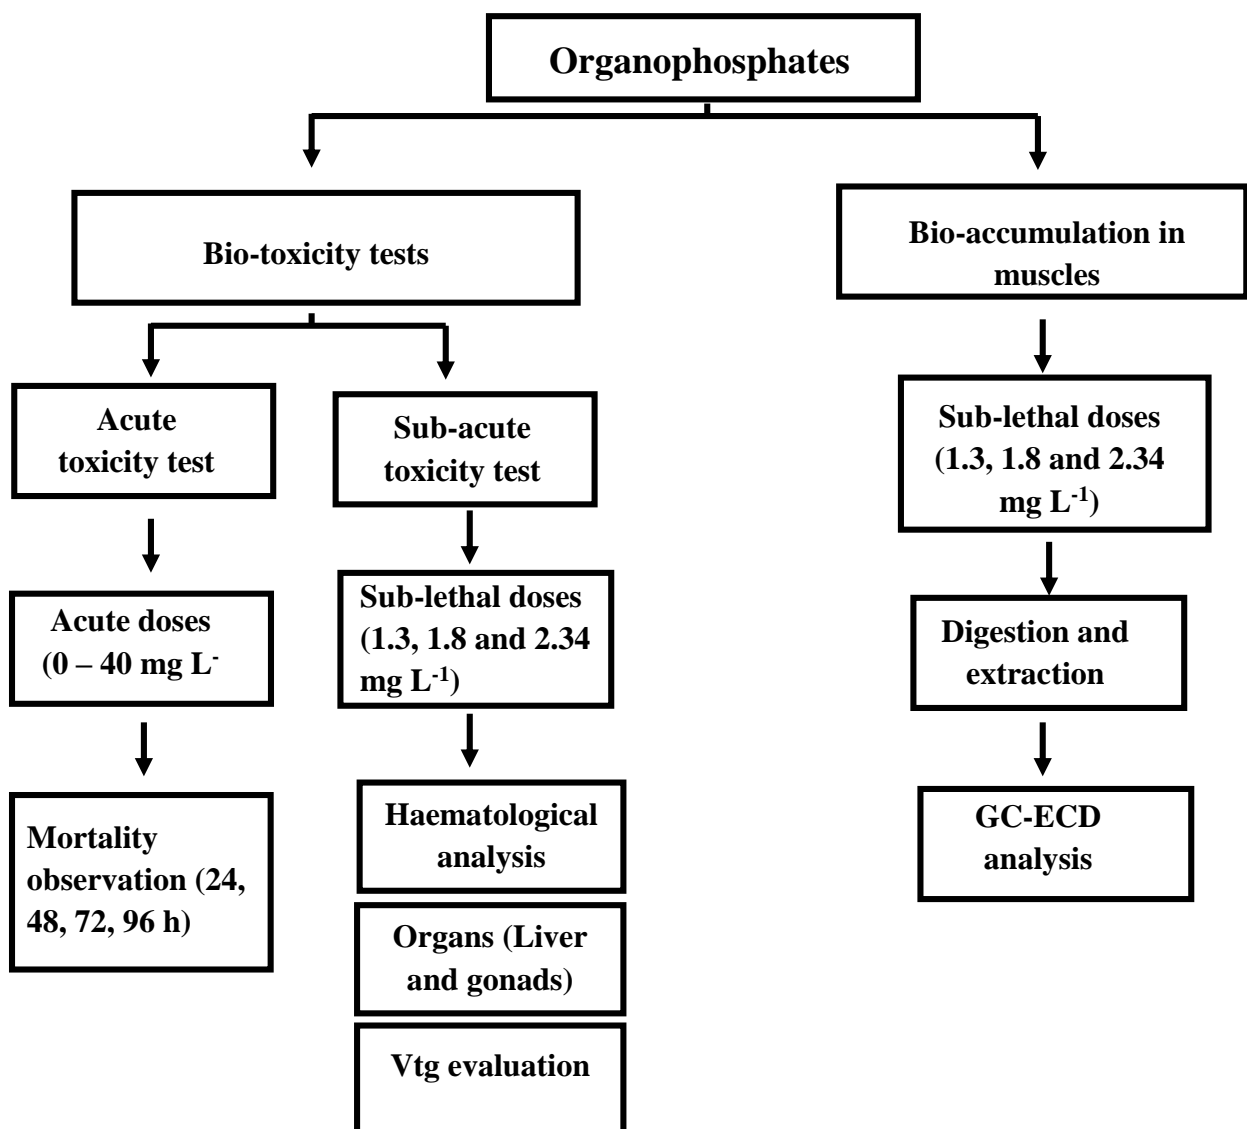 Organophosphates
Bio-toxicity tests
Bio-accumulation in
muscles
Acute
toxicity test
Sub-acute
toxicity test
Sub-lethal doses
(1.3, 1.8 and 2.34
mg L⁻¹)
Acute doses
(0 – 40 mg L⁻
Sub-lethal doses
(1.3, 1.8 and 2.34
mg L⁻¹)
Digestion and
extraction
Mortality
observation (24,
48, 72, 96 h)
Haematological
analysis
GC-ECD
analysis
Organs (Liver
and gonads)
Vtg evaluation